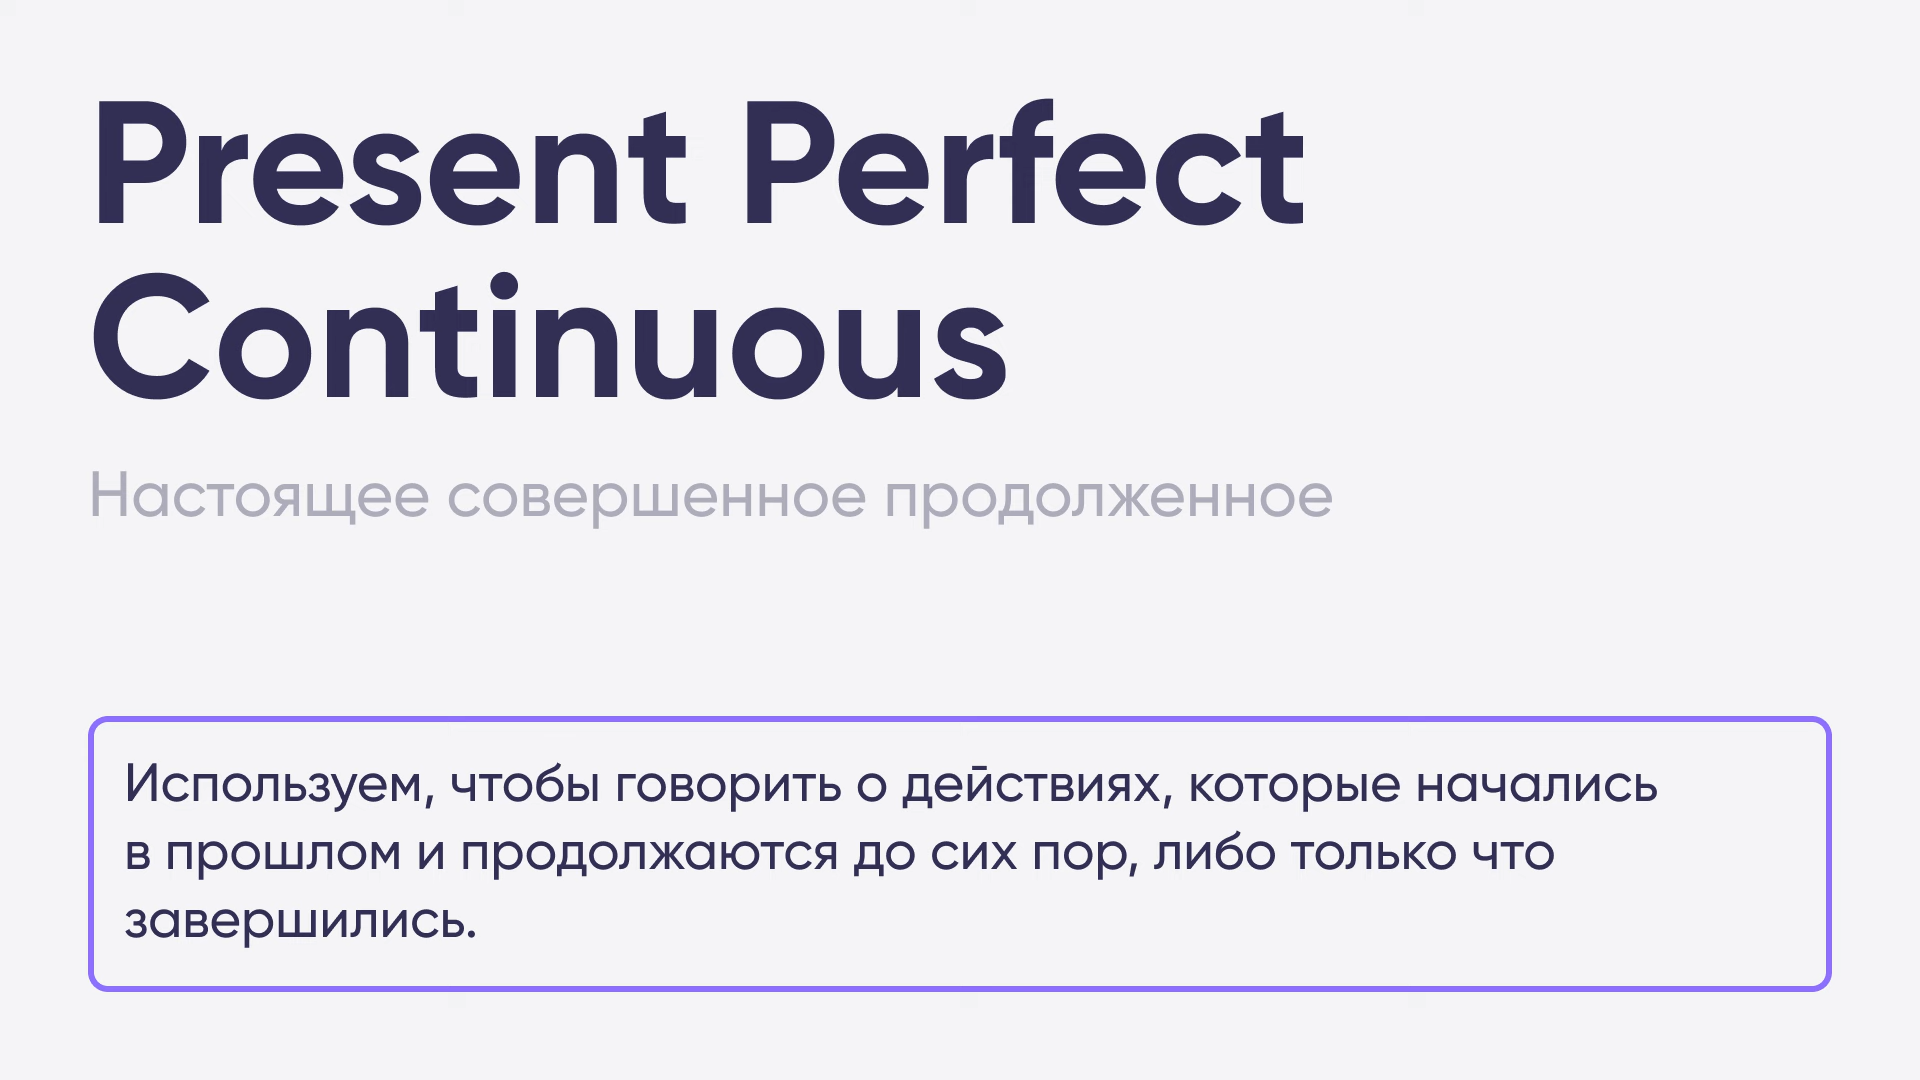 Present Perfect
Continuous
Настоящее совершенное продолженное
Используем, чтобы говорить о действиях, которые начались
в прошлом и продолжаются до сих пор, либо только что
завершились.